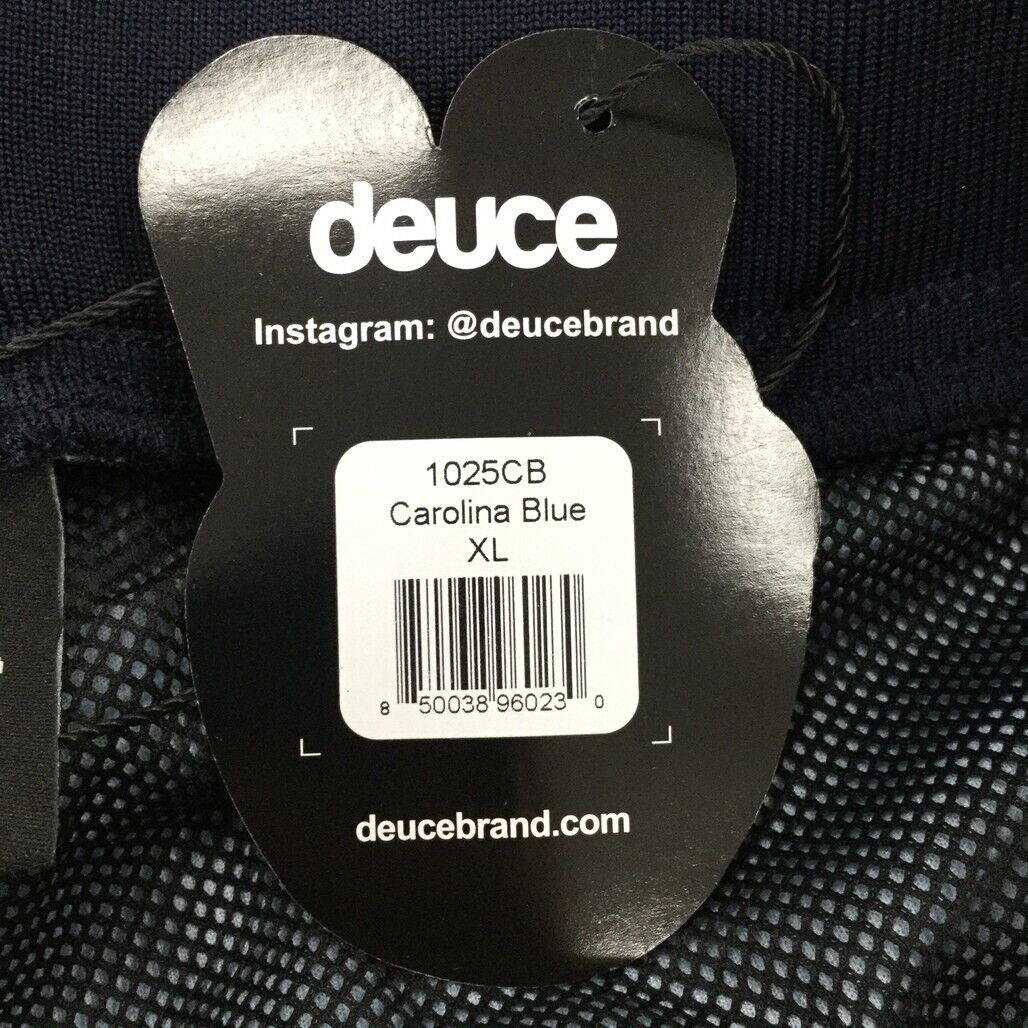 deuce
Instagram: @deucebrand
1025CB
Carolina Blue
XL
8 50038 96023 0
deucebrand.com